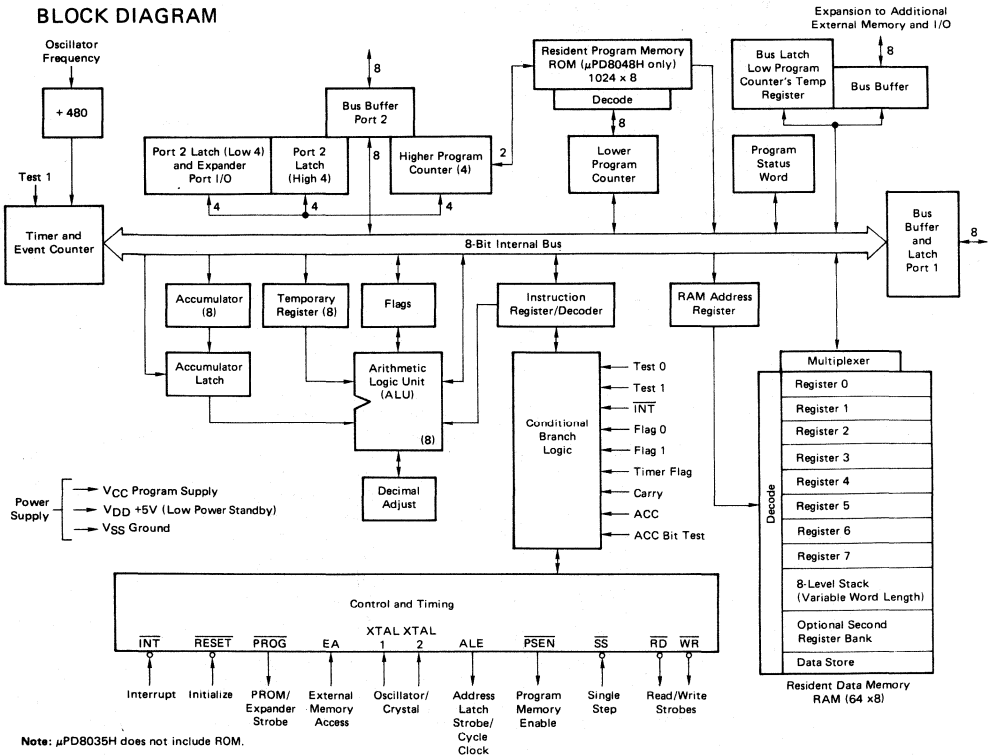 BLOCK DIAGRAM
Expansion to Additional
External Memory and I/O
8
Oscillator
Frequency
+ 480
Test 1
Timer and
Event Counter
8
Bus Buffer
Port 2
Port 2 Latch (Low 4)
and Expander
Port I/O
Port 2
Latch
(High 4)
8
Higher Program
Counter (4)
2
4
4
4
Resident Program Memory
ROM (μPD8048H only)
1024 x 8
Decode
8
Lower
Program
Counter
Bus Latch
Low Program
Counter's Temp
Register
Bus Buffer
Program
Status
Word
8-Bit Internal Bus
Bus
Buffer
and
Latch
Port 1
8
Accumulator
(8)
Temporary
Register (8)
Flags
Instruction
Register/Decoder
RAM Address
Register
Accumulator
Latch
Arithmetic
Logic Unit
(ALU)
(8)
Decimal
Adjust
Conditional
Branch
Logic
Test 0
Test 1
INT
Flag 0
Flag 1
Timer Flag
Carry
ACC
ACC Bit Test
Multiplexer
Decode
Register 0
Register 1
Register 2
Register 3
Register 4
Register 5
Register 6
Register 7
8-Level Stack
(Variable Word Length)
Optional Second
Register Bank
Data Store
Resident Data Memory
RAM (64 x8)
Power
Supply
VCC Program Supply
VDD +5V (Low Power Standby)
VSS Ground
Control and Timing
INT
RESET
PROG
EA
XTAL XTAL
1 2
ALE
PSEN
SS
RD
WR
Interrupt
Initialize
PROM/
Expander
Strobe
External
Memory
Access
Oscillator/
Crystal
Address
Latch
Strobe/
Cycle
Clock
Program
Memory
Enable
Single
Step
Read/Write
Strobes
Note: μPD8035H does not include ROM.